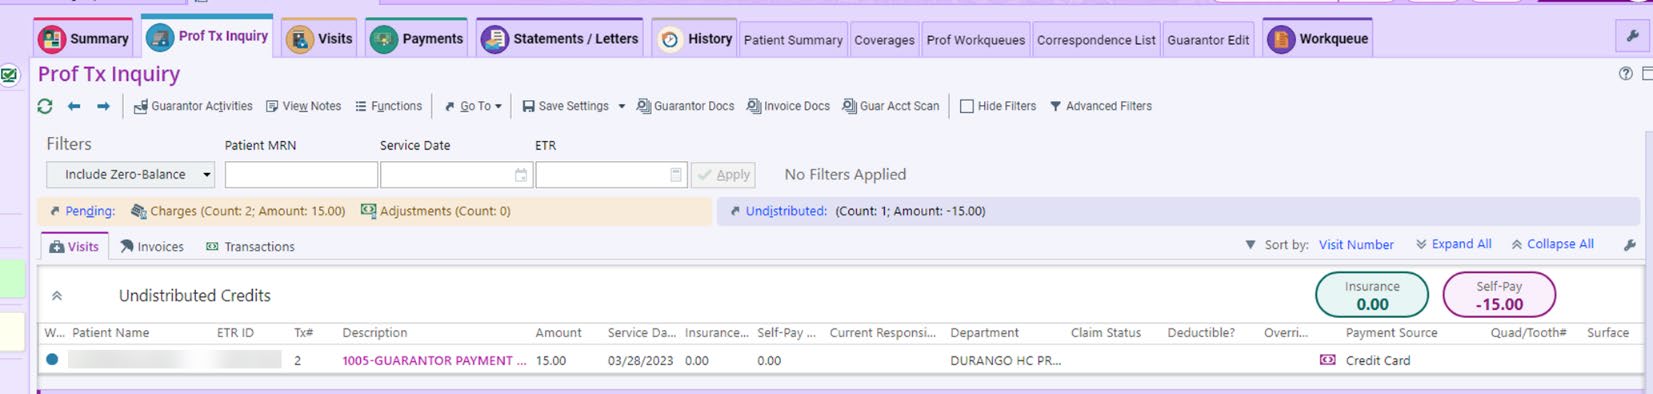 Summary Prof Tx Inquiry Visits Payments Statements / Letters History Patient Summary Coverages Prof Workqueues Correspondence List Guarantor Edit Workqueue
Prof Tx Inquiry
Guarantor Activities View Notes Functions Go To Save Settings Guarantor Docs Invoice Docs Guar Acct Scan Hide Filters Advanced Filters
Filters Patient MRN Service Date ETR
Include Zero-Balance Apply No Filters Applied
Pending: Charges (Count: 2; Amount: 15.00) Adjustments (Count: 0) Undistributed: (Count: 1; Amount: -15.00)
Visits Invoices Transactions Sort by: Visit Number Expand All Collapse All
Undistributed Credits Insurance 0.00 Self-Pay -15.00
W... Patient Name ETR ID Tx# Description Amount Service Da... Insurance... Self-Pay ... Current Responsi... Department Claim Status Deductible? Overri... Payment Source Quad/Tooth# Surface
2 1005-GUARANTOR PAYMENT ... 15.00 03/28/2023 0.00 0.00 DURANGO HC PR... Credit Card